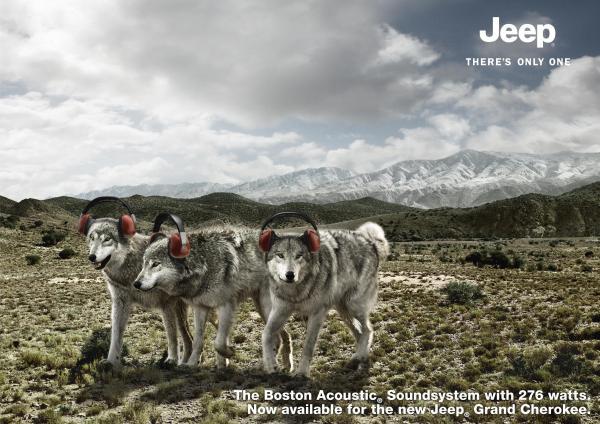 Jeep®
THERE'S ONLY ONE
The Boston Acoustic® Soundsystem with 276 watts.
Now available for the new Jeep® Grand Cherokee.